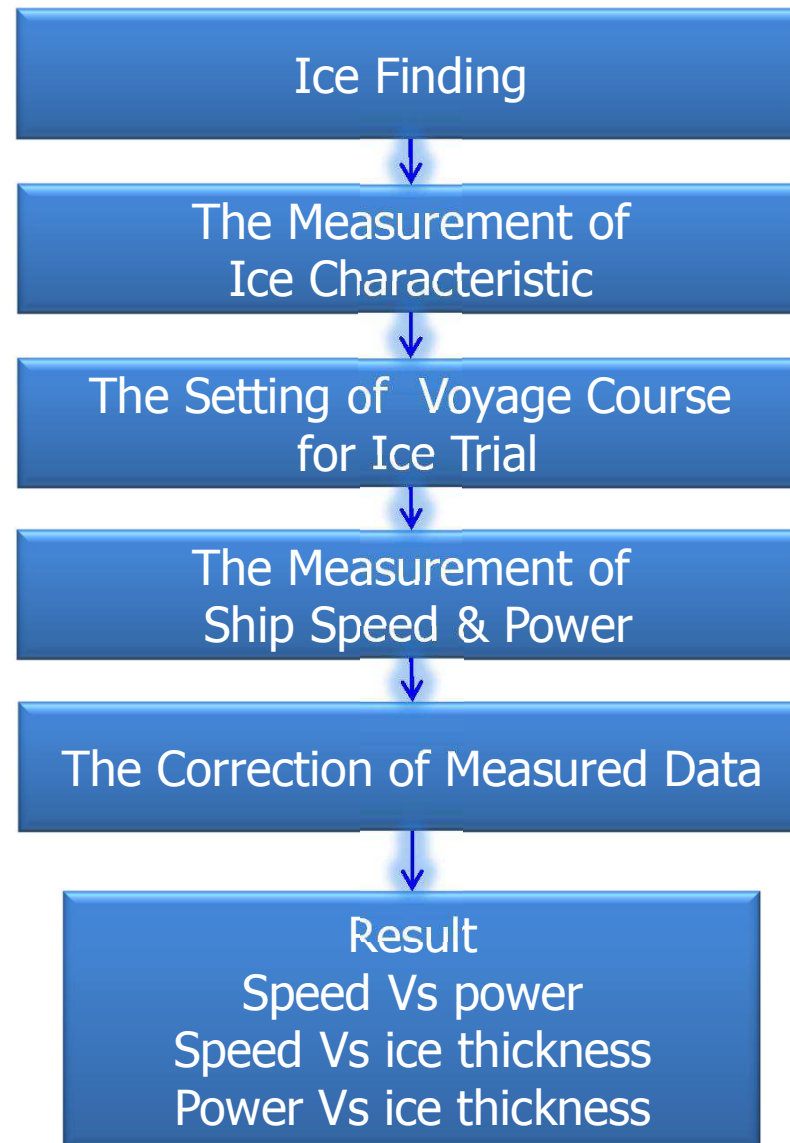 Ice Finding
The Measurement of
Ice Characteristic
The Setting of Voyage Course
for Ice Trial
The Measurement of
Ship Speed & Power
The Correction of Measured Data
Result
Speed Vs power
Speed Vs ice thickness
Power Vs ice thickness